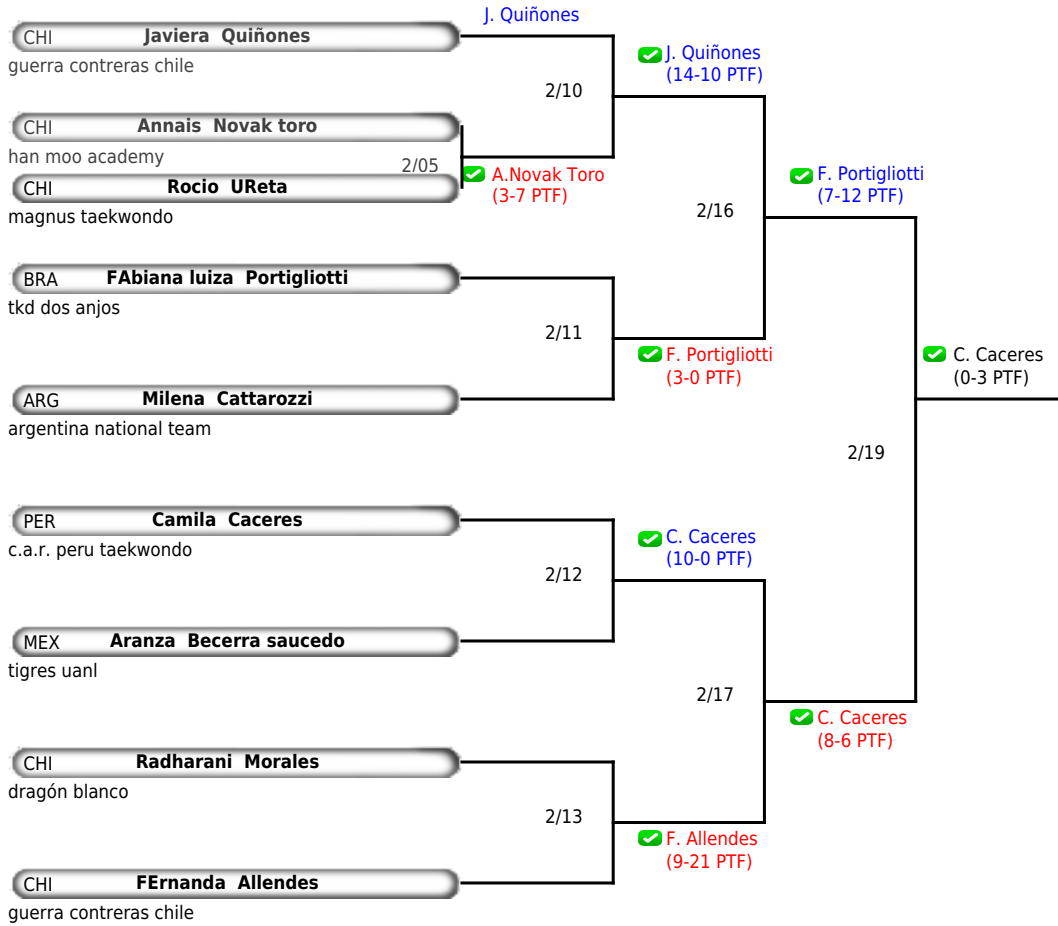 J. Quiñones
CHI Javiera Quiñones
guerra contreras chile
J. Quiñones
(14-10 PTF)
2/10
CHI Annais Novak toro
han moo academy
2/05
A.Novak Toro
(3-7 PTF)
CHI Rocio UReta
magnus taekwondo
F. Portigliotti
(7-12 PTF)
2/16
BRA FAbiana luiza Portigliotti
tkd dos anjos
2/11
F. Portigliotti
(3-0 PTF)
C. Caceres
(0-3 PTF)
ARG Milena Cattarozzi
argentina national team
2/19
PER Camila Caceres
c.a.r. peru taekwondo
C. Caceres
(10-0 PTF)
2/12
MEX Aranza Becerra saucedo
tigres uanl
2/17
C. Caceres
(8-6 PTF)
CHI Radharani Morales
dragón blanco
2/13
F. Allendes
(9-21 PTF)
CHI FErnanda Allendes
guerra contreras chile